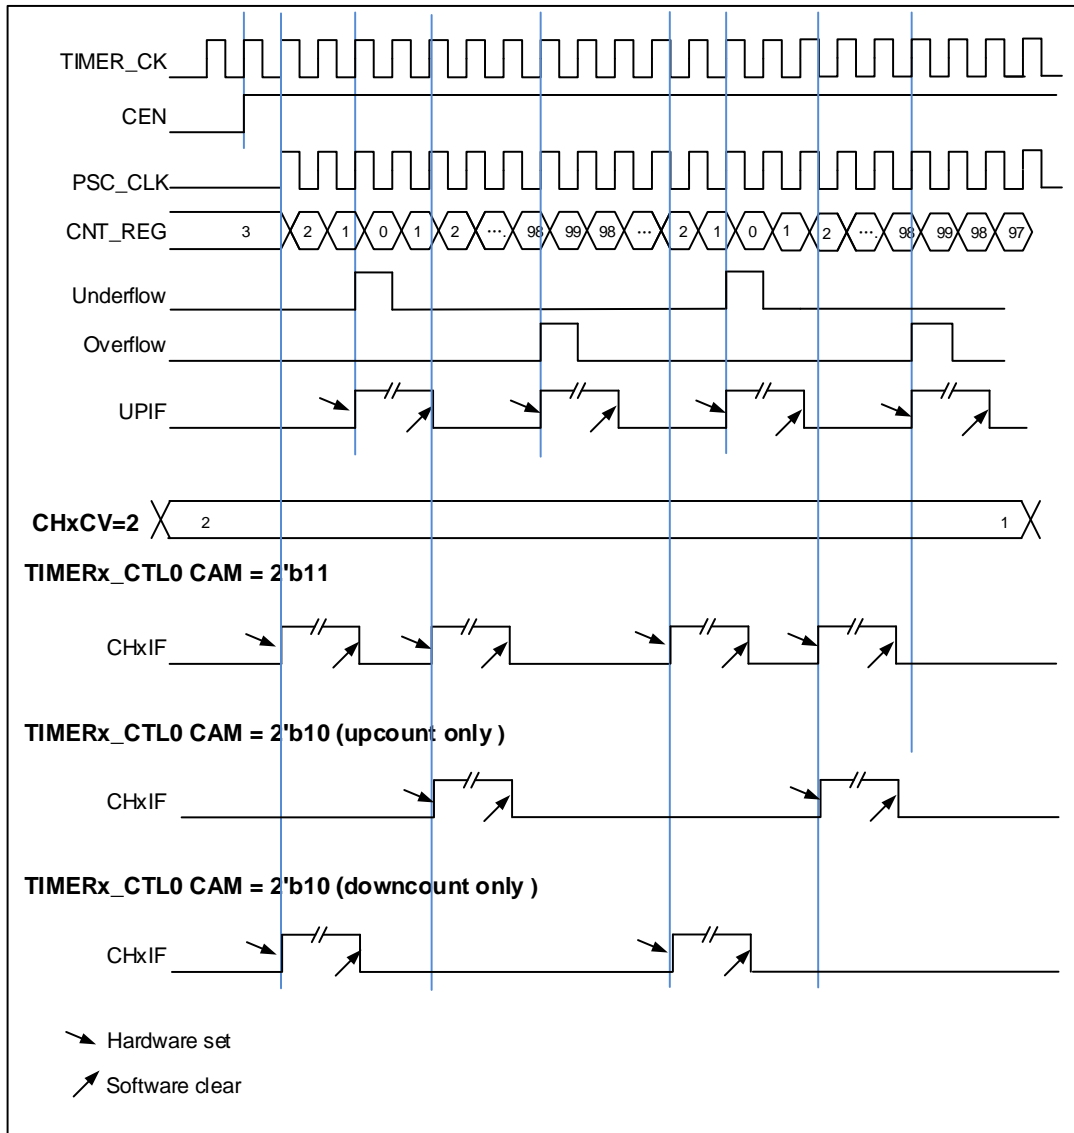 TIMER_CK
CEN
PSC_CLK
CNT_REG 3 2 1 0 1 2 .... 98 99 98 ... 2 1 0 1 2 .... 98 99 98 97
Underflow
Overflow
UPIF
CHxCV=2 2 1
TIMERx_CTL0 CAM = 2'b11
CHxIF
TIMERx_CTL0 CAM = 2'b10 (upcount only )
CHxIF
TIMERx_CTL0 CAM = 2'b10 (downcount only )
CHxIF
Hardware set
Software clear